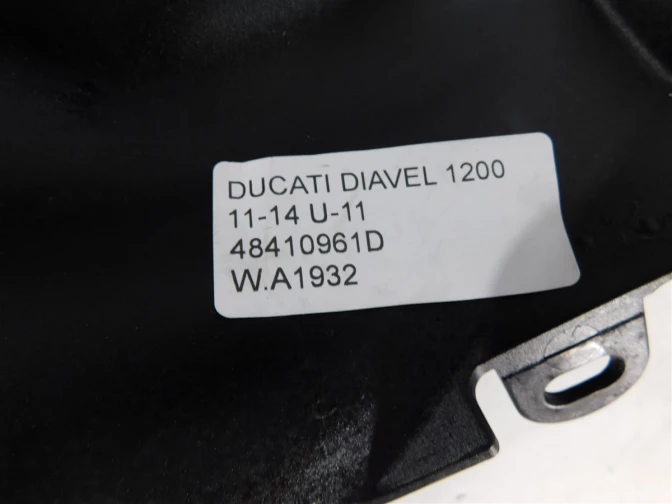 DUCATI DIAVEL 1200
11-14 U-11
48410961D
W.A1932